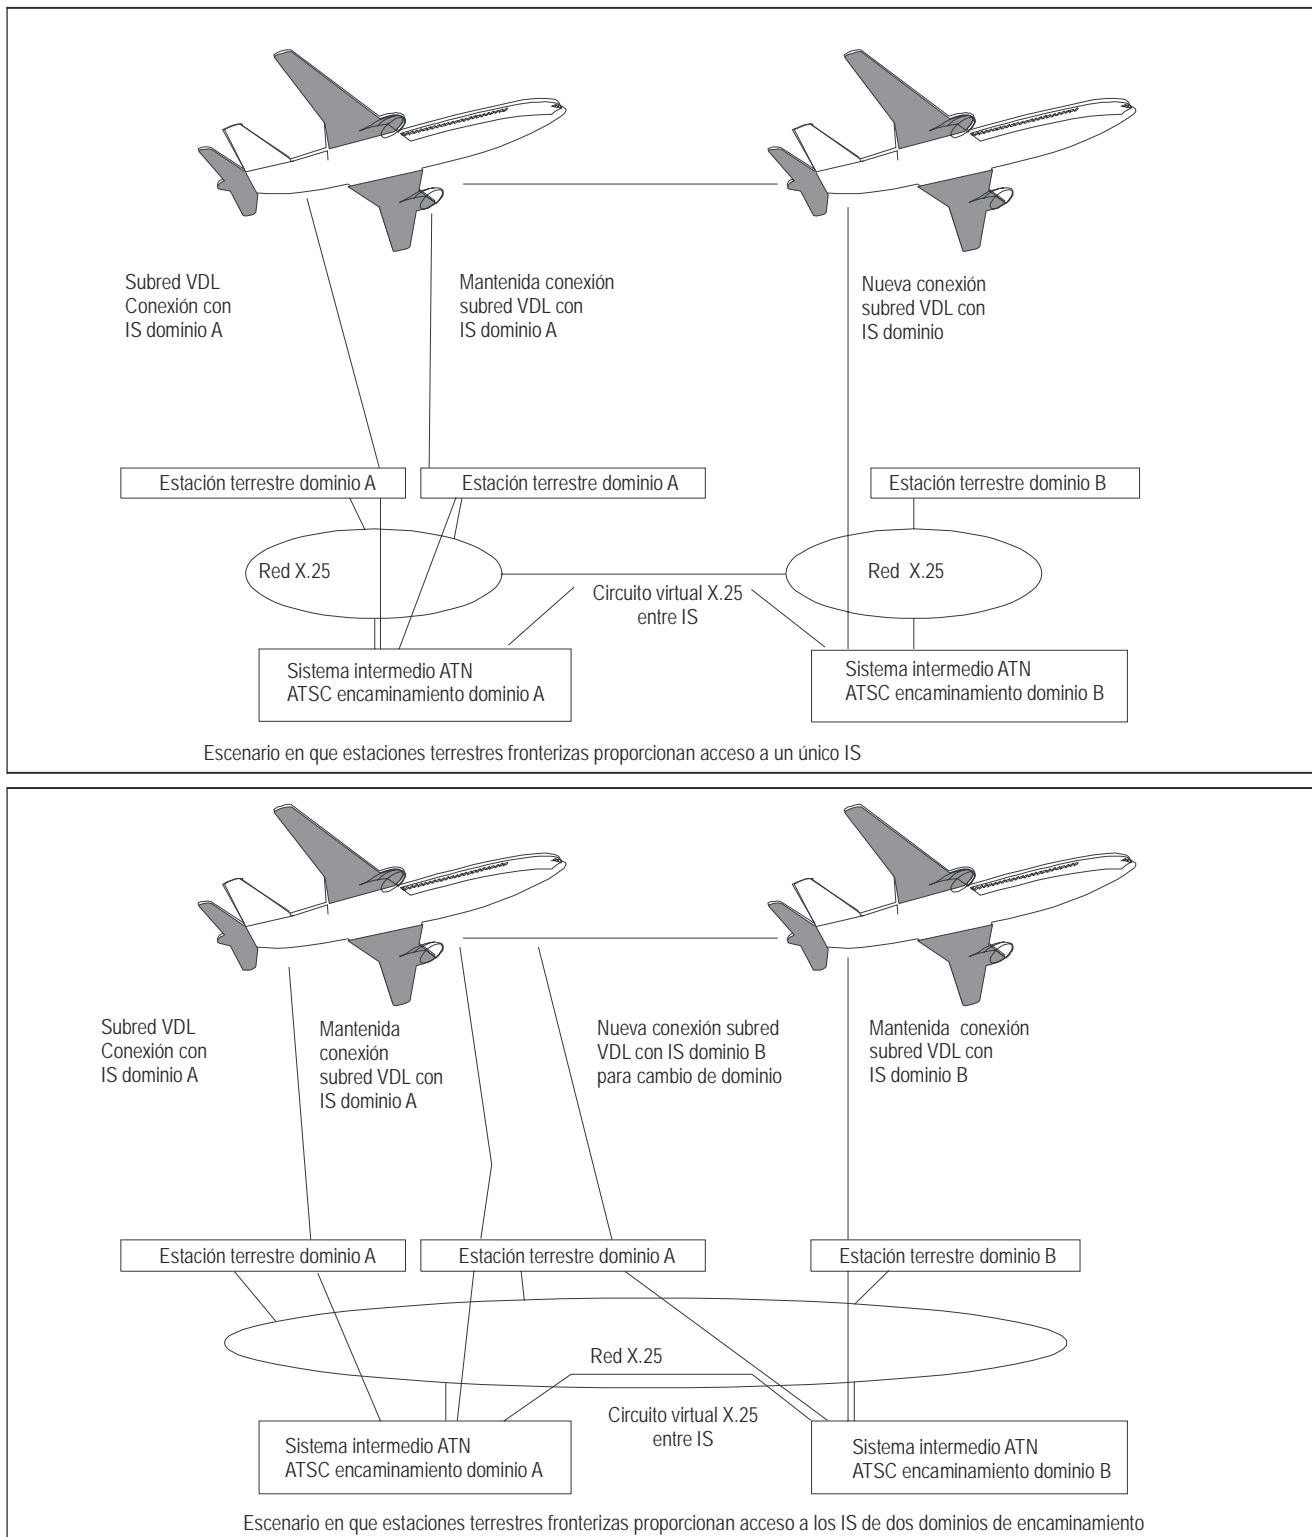 Subred VDL
Conexión con
IS dominio A
Mantenida conexión
subred VDL con
IS dominio A
Nueva conexión
subred VDL con
IS dominio
Estación terrestre dominio A
Estación terrestre dominio A
Estación terrestre dominio B
Red X.25
Circuito virtual X.25
entre IS
Red X.25
Sistema intermedio ATN
ATSC encaminamiento dominio A
Sistema intermedio ATN
ATSC encaminamiento dominio B
Escenario en que estaciones terrestres fronterizas proporcionan acceso a un único IS
Subred VDL
Conexión con
IS dominio A
Mantenida
conexión
subred VDL con
IS dominio A
Nueva conexión subred
VDL con IS dominio B
para cambio de dominio
Mantenida conexión
subred VDL con
IS dominio B
Estación terrestre dominio A
Estación terrestre dominio A
Estación terrestre dominio B
Red X.25
Circuito virtual X.25
entre IS
Sistema intermedio ATN
ATSC encaminamiento dominio A
Sistema intermedio ATN
ATSC encaminamiento dominio B
Escenario en que estaciones terrestres fronterizas proporcionan acceso a los IS de dos dominios de encaminamiento